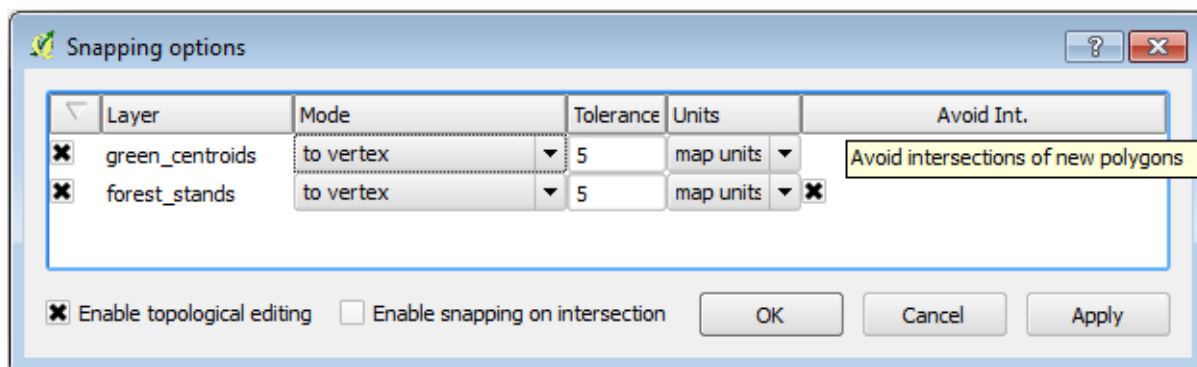 Snapping options
Layer Mode Tolerance Units Avoid Int.
green_centroids to vertex 5 map units
Avoid intersections of new polygons
forest_stands to vertex 5 map units
Enable topological editing Enable snapping on intersection OK Cancel Apply